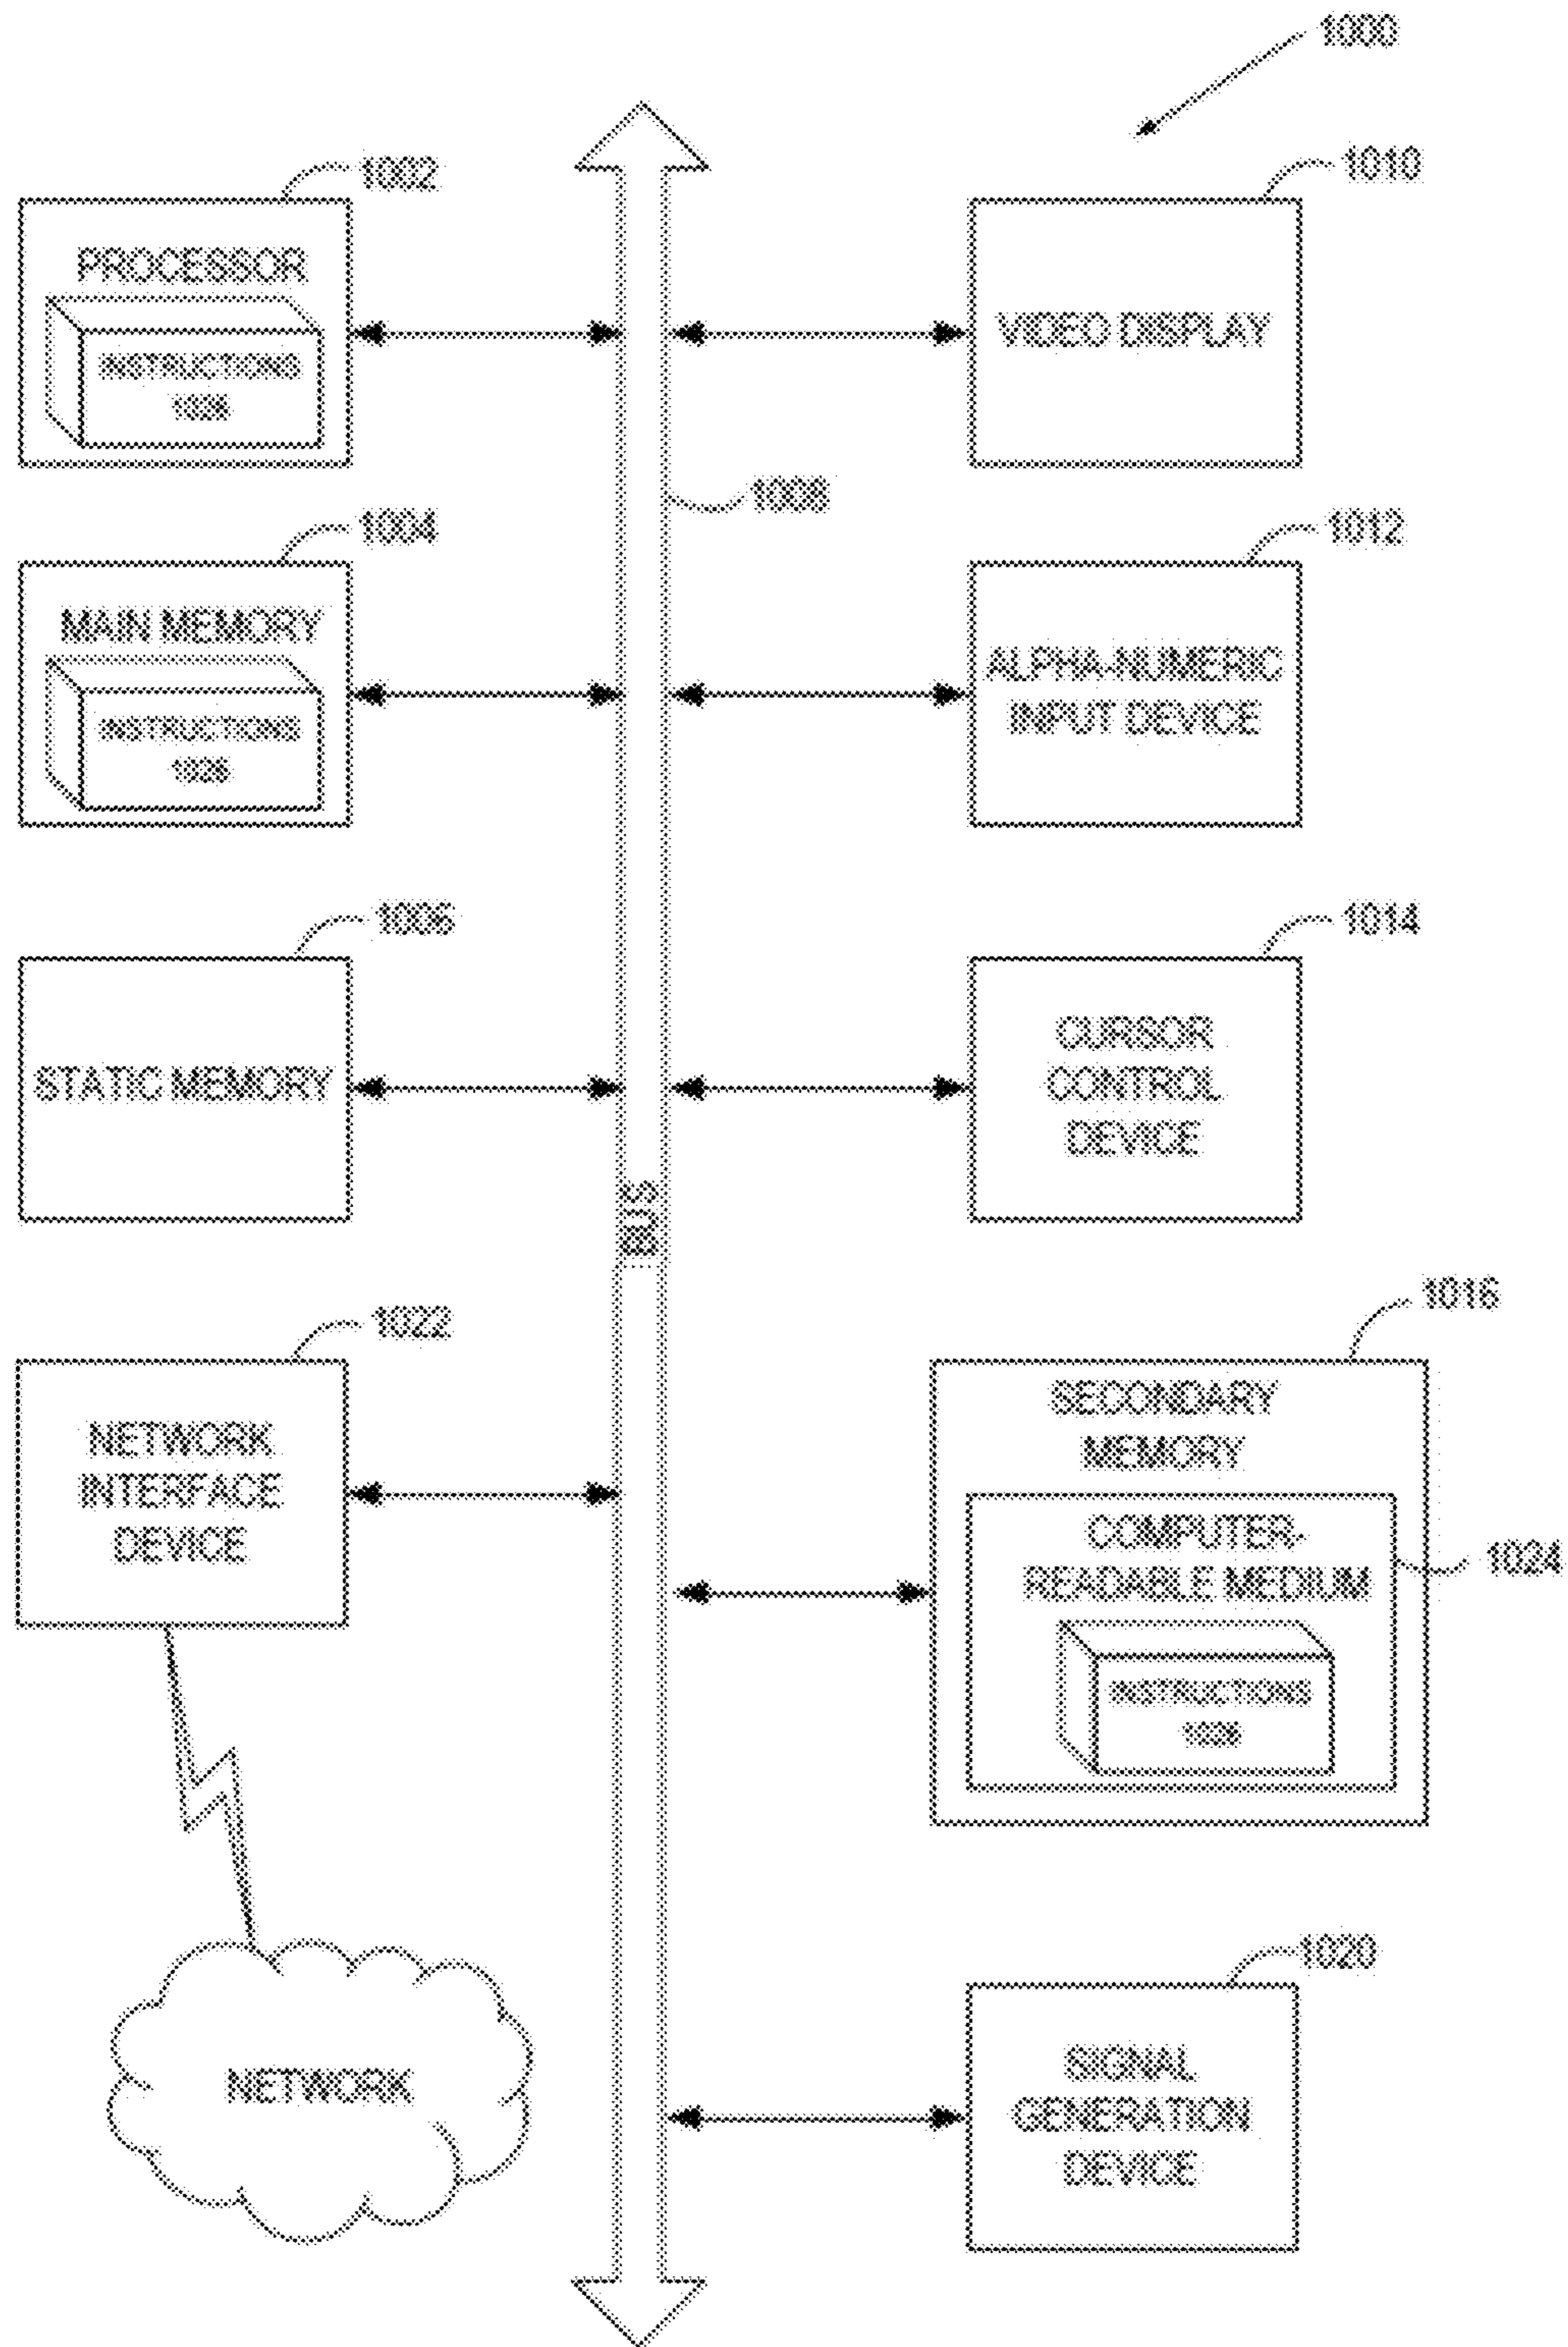 1000
1002
PROCESSOR
INSTRUCTIONS
1026
1010
VIDEO DISPLAY
1008
1004
MAIN MEMORY
INSTRUCTIONS
1026
1012
ALPHA-NUMERIC
INPUT DEVICE
1006
STATIC MEMORY
1014
CURSOR
CONTROL
DEVICE
BUS
1022
NETWORK
INTERFACE
DEVICE
1016
SECONDARY
MEMORY
COMPUTER-
READABLE MEDIUM
1024
INSTRUCTIONS
1026
NETWORK
1020
SIGNAL
GENERATION
DEVICE